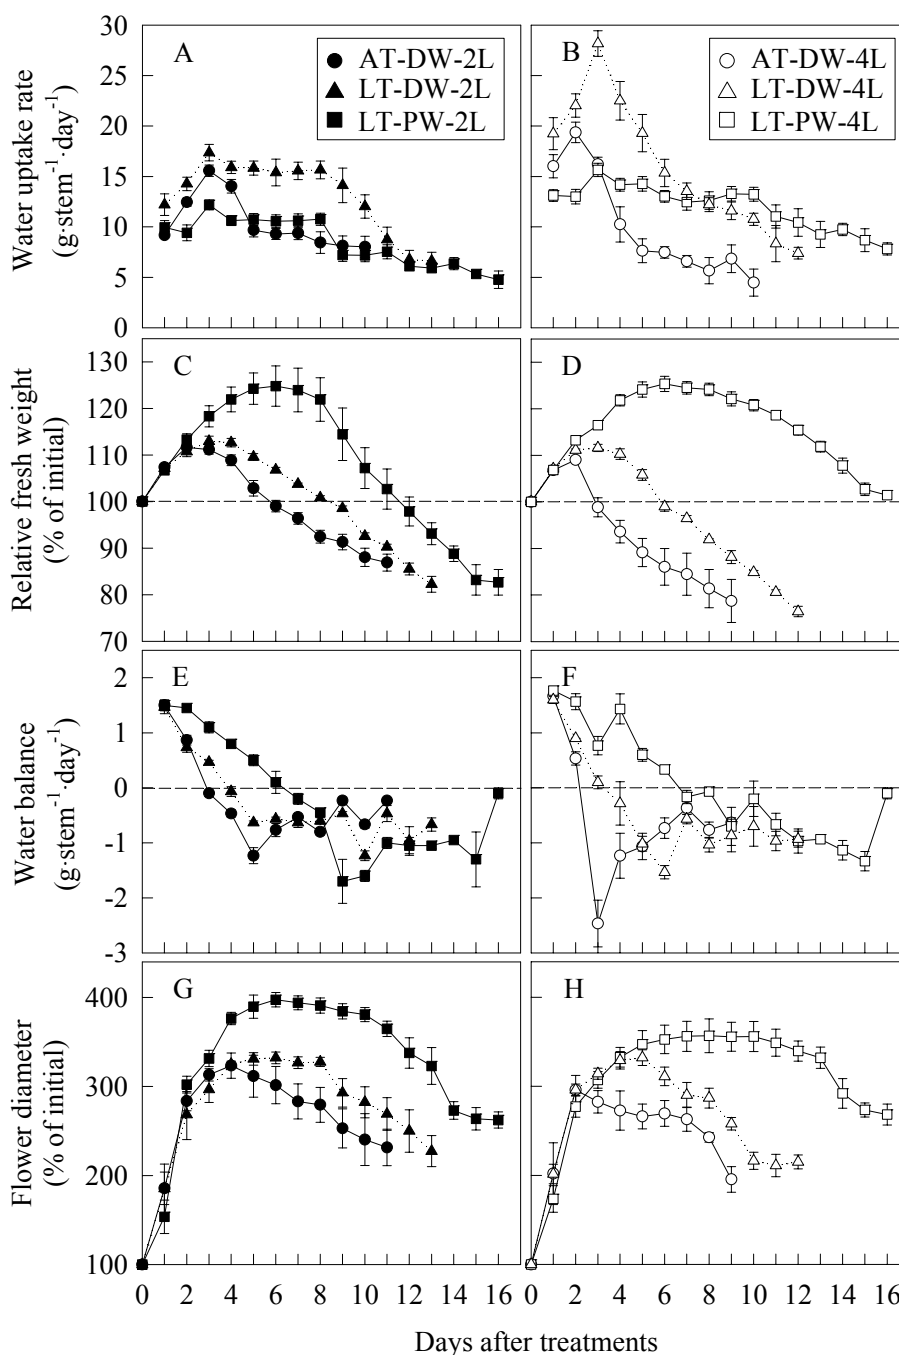 A
AT-DW-2L
LT-DW-2L
LT-PW-2L
B
AT-DW-4L
LT-DW-4L
LT-PW-4L
Water uptake rate
(g·stem⁻¹·day⁻¹)
30
25
20
15
10
5
0
C
D
Relative fresh weight
(% of initial)
130
120
110
100
90
80
70
E
F
Water balance
(g·stem⁻¹·day⁻¹)
2
1
0
-1
-2
-3
G
H
Flower diameter
(% of initial)
400
300
200
100
0 2 4 6 8 10 12 14 16
0 2 4 6 8 10 12 14 16
Days after treatments